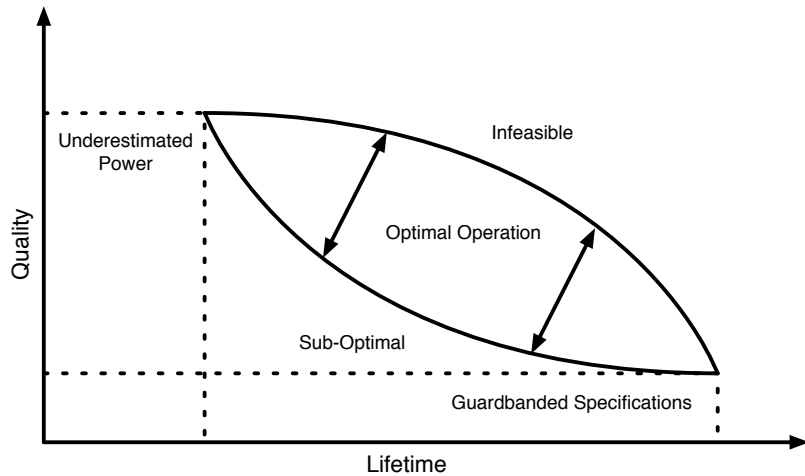 Infeasible
Underestimated
Power
Optimal Operation
Quality
Sub-Optimal
Guardbanded Specifications
Lifetime